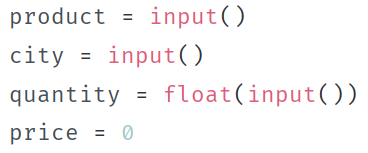 product = input()
city = input()
quantity = float(input())
price = 0